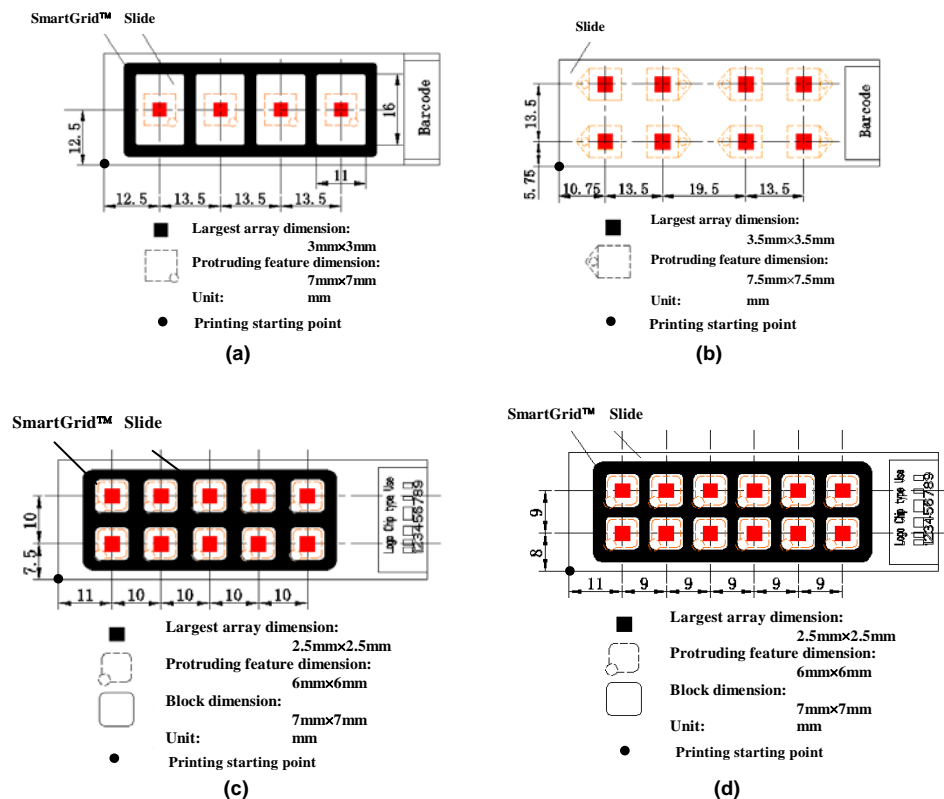 SmartGrid™ Slide
Barcode
16
12.5
11
12.5 13.5 13.5 13.5
Largest array dimension:
3mm×3mm
Protruding feature dimension:
7mm×7mm
Unit: mm
Printing starting point
(a)
Slide
Barcode
13.5
5.75
10.75 13.5 19.5 13.5
Largest array dimension:
3.5mm×3.5mm
Protruding feature dimension:
7.5mm×7.5mm
Unit: mm
Printing starting point
(b)
SmartGrid™ Slide
Logo Chip type Use
123456789
10
7.5
11 10 10 10 10
Largest array dimension:
2.5mm×2.5mm
Protruding feature dimension:
6mm×6mm
Block dimension:
7mm×7mm
Unit: mm
Printing starting point
(c)
SmartGrid™ Slide
Logo Chip type Use
123456789
9
8
11 9 9 9 9 9
Largest array dimension:
2.5mm×2.5mm
Protruding feature dimension:
6mm×6mm
Block dimension:
7mm×7mm
Unit: mm
Printing starting point
(d)